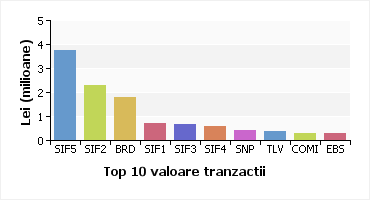 Lei (milioane)
5
4
3
2
1
0
SIF5 SIF2 BRD SIF1 SIF3 SIF4 SNP TLV COMI EBS
Top 10 valoare tranzactii